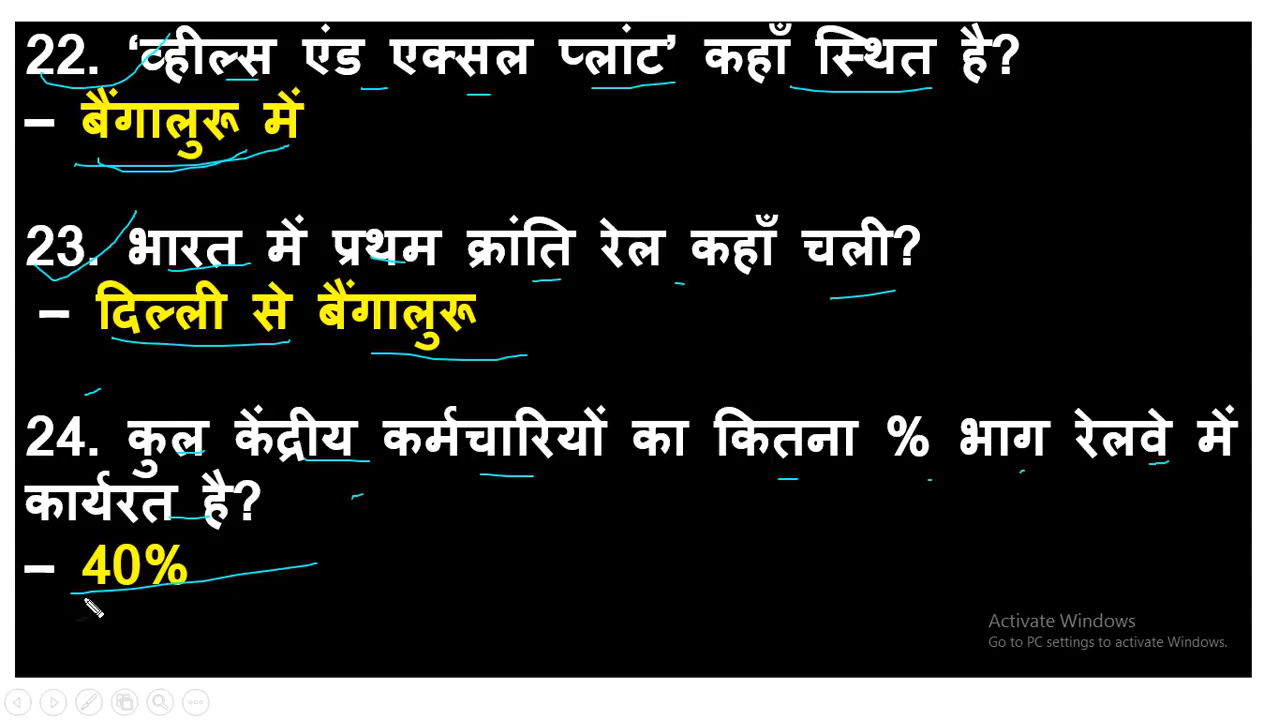 22. ‘व्हील्स एंड एक्सल प्लांट’ कहाँ स्थित है?
– बैंगालुरू में
23. भारत में प्रथम क्रांति रेल कहाँ चली?
– दिल्ली से बैंगालुरू
24. कुल केंद्रीय कर्मचारियों का कितना % भाग रेलवे में
कार्यरत है?
– 40%
Activate Windows
Go to PC settings to activate Windows.